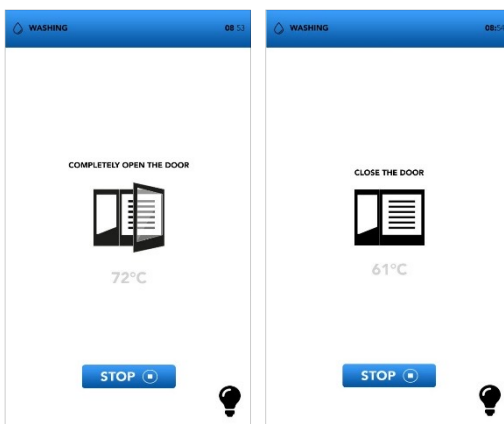 WASHING 08 53
COMPLETELY OPEN THE DOOR
72°C
STOP
WASHING 08:54
CLOSE THE DOOR
61°C
STOP